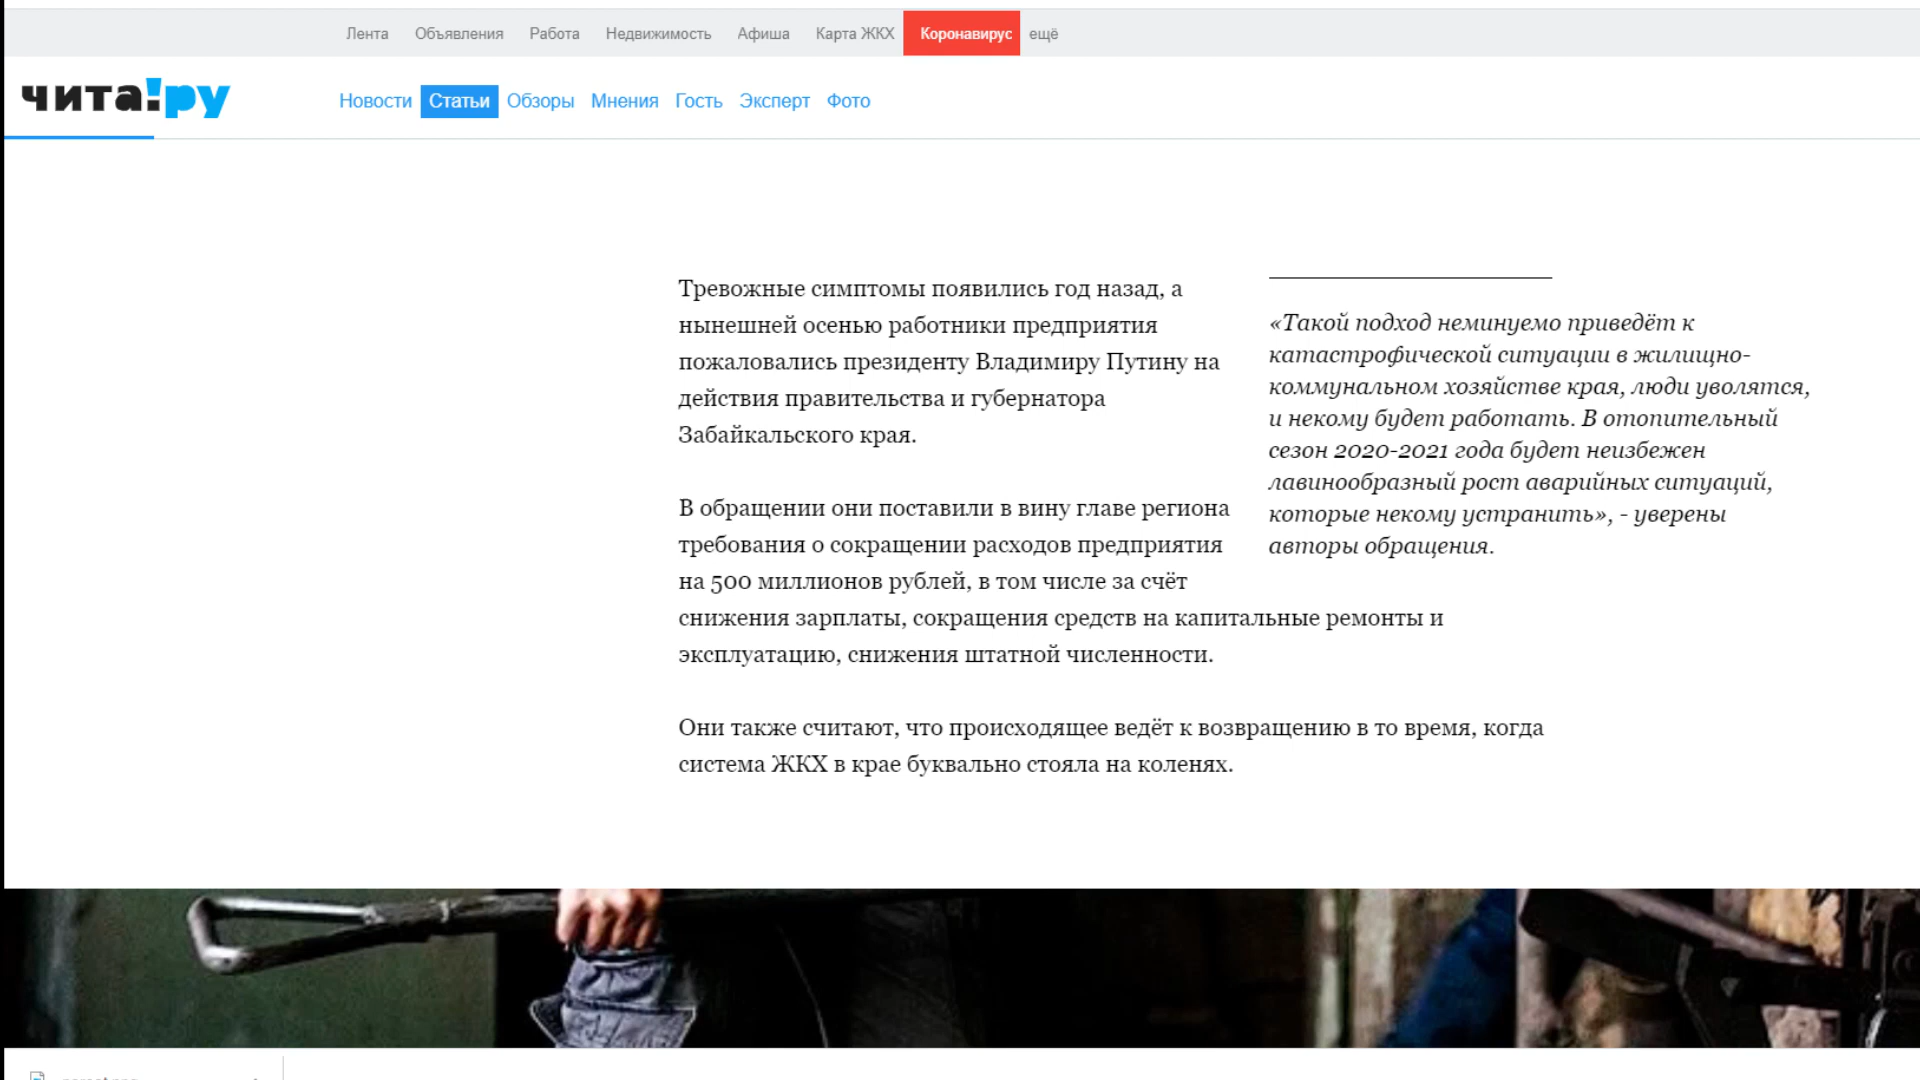 Лента Объявления Работа Недвижимость Афиша Карта ЖКХ Коронавирус ещё
чита!ру
Новости Статьи Обзоры Мнения Гость Эксперт Фото
Тревожные симптомы появились год назад, а
нынешней осенью работники предприятия
пожаловались президенту Владимиру Путину на
действия правительства и губернатора
Забайкальского края.
В обращении они поставили в вину главе региона
требования о сокращении расходов предприятия
на 500 миллионов рублей, в том числе за счёт
снижения зарплаты, сокращения средств на капитальные ремонты и
эксплуатацию, снижения штатной численности.
Они также считают, что происходящее ведёт к возвращению в то время, когда
система ЖКХ в крае буквально стояла на коленях.
«Такой подход неминуемо приведёт к
катастрофической ситуации в жилищно-
коммунальном хозяйстве края, люди уволятся,
и некому будет работать. В отопительный
сезон 2020-2021 года будет неизбежен
лавинообразный рост аварийных ситуаций,
которые некому устранить», - уверены
авторы обращения.